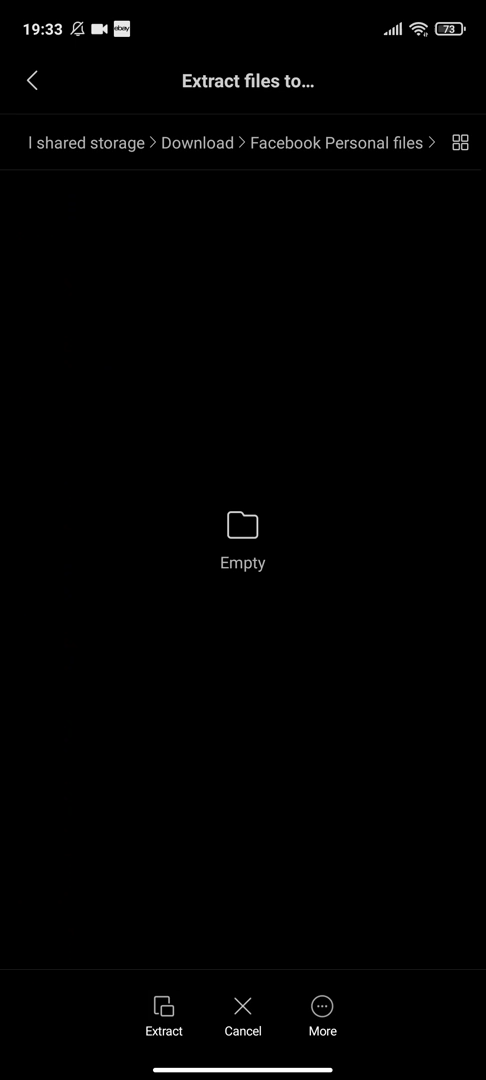 19:33 ebay 73
Extract files to…
l shared storage > Download > Facebook Personal files >
Empty
Extract Cancel More